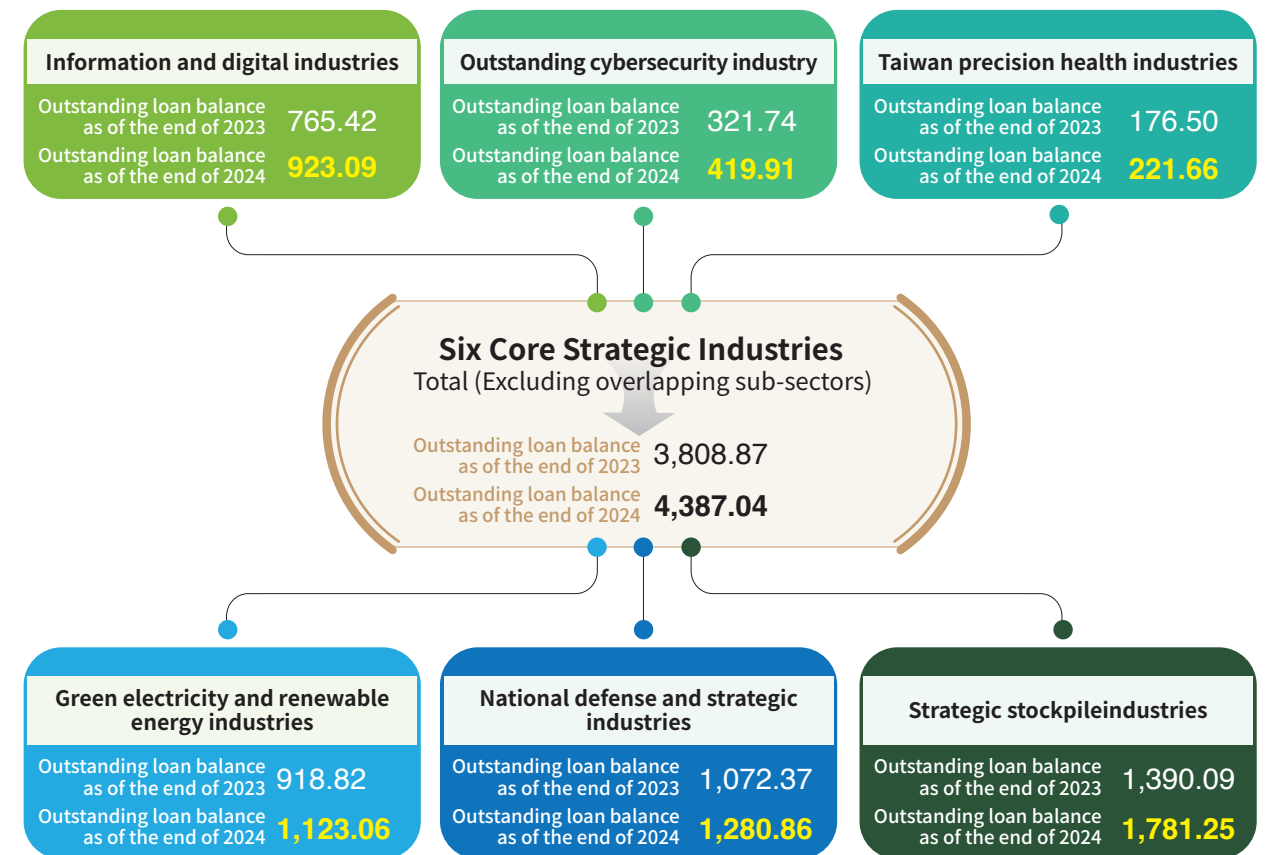 Information and digital industries
Outstanding loan balance
as of the end of 2023
765.42
Outstanding loan balance
as of the end of 2024
923.09
Outstanding cybersecurity industry
Outstanding loan balance
as of the end of 2023
321.74
Outstanding loan balance
as of the end of 2024
419.91
Taiwan precision health industries
Outstanding loan balance
as of the end of 2023
176.50
Outstanding loan balance
as of the end of 2024
221.66
Six Core Strategic Industries
Total (Excluding overlapping sub-sectors)
Outstanding loan balance
as of the end of 2023
3,808.87
Outstanding loan balance
as of the end of 2024
4,387.04
Green electricity and renewable
energy industries
Outstanding loan balance
as of the end of 2023
918.82
Outstanding loan balance
as of the end of 2024
1,123.06
National defense and strategic
industries
Outstanding loan balance
as of the end of 2023
1,072.37
Outstanding loan balance
as of the end of 2024
1,280.86
Strategic stockpileindustries
Outstanding loan balance
as of the end of 2023
1,390.09
Outstanding loan balance
as of the end of 2024
1,781.25